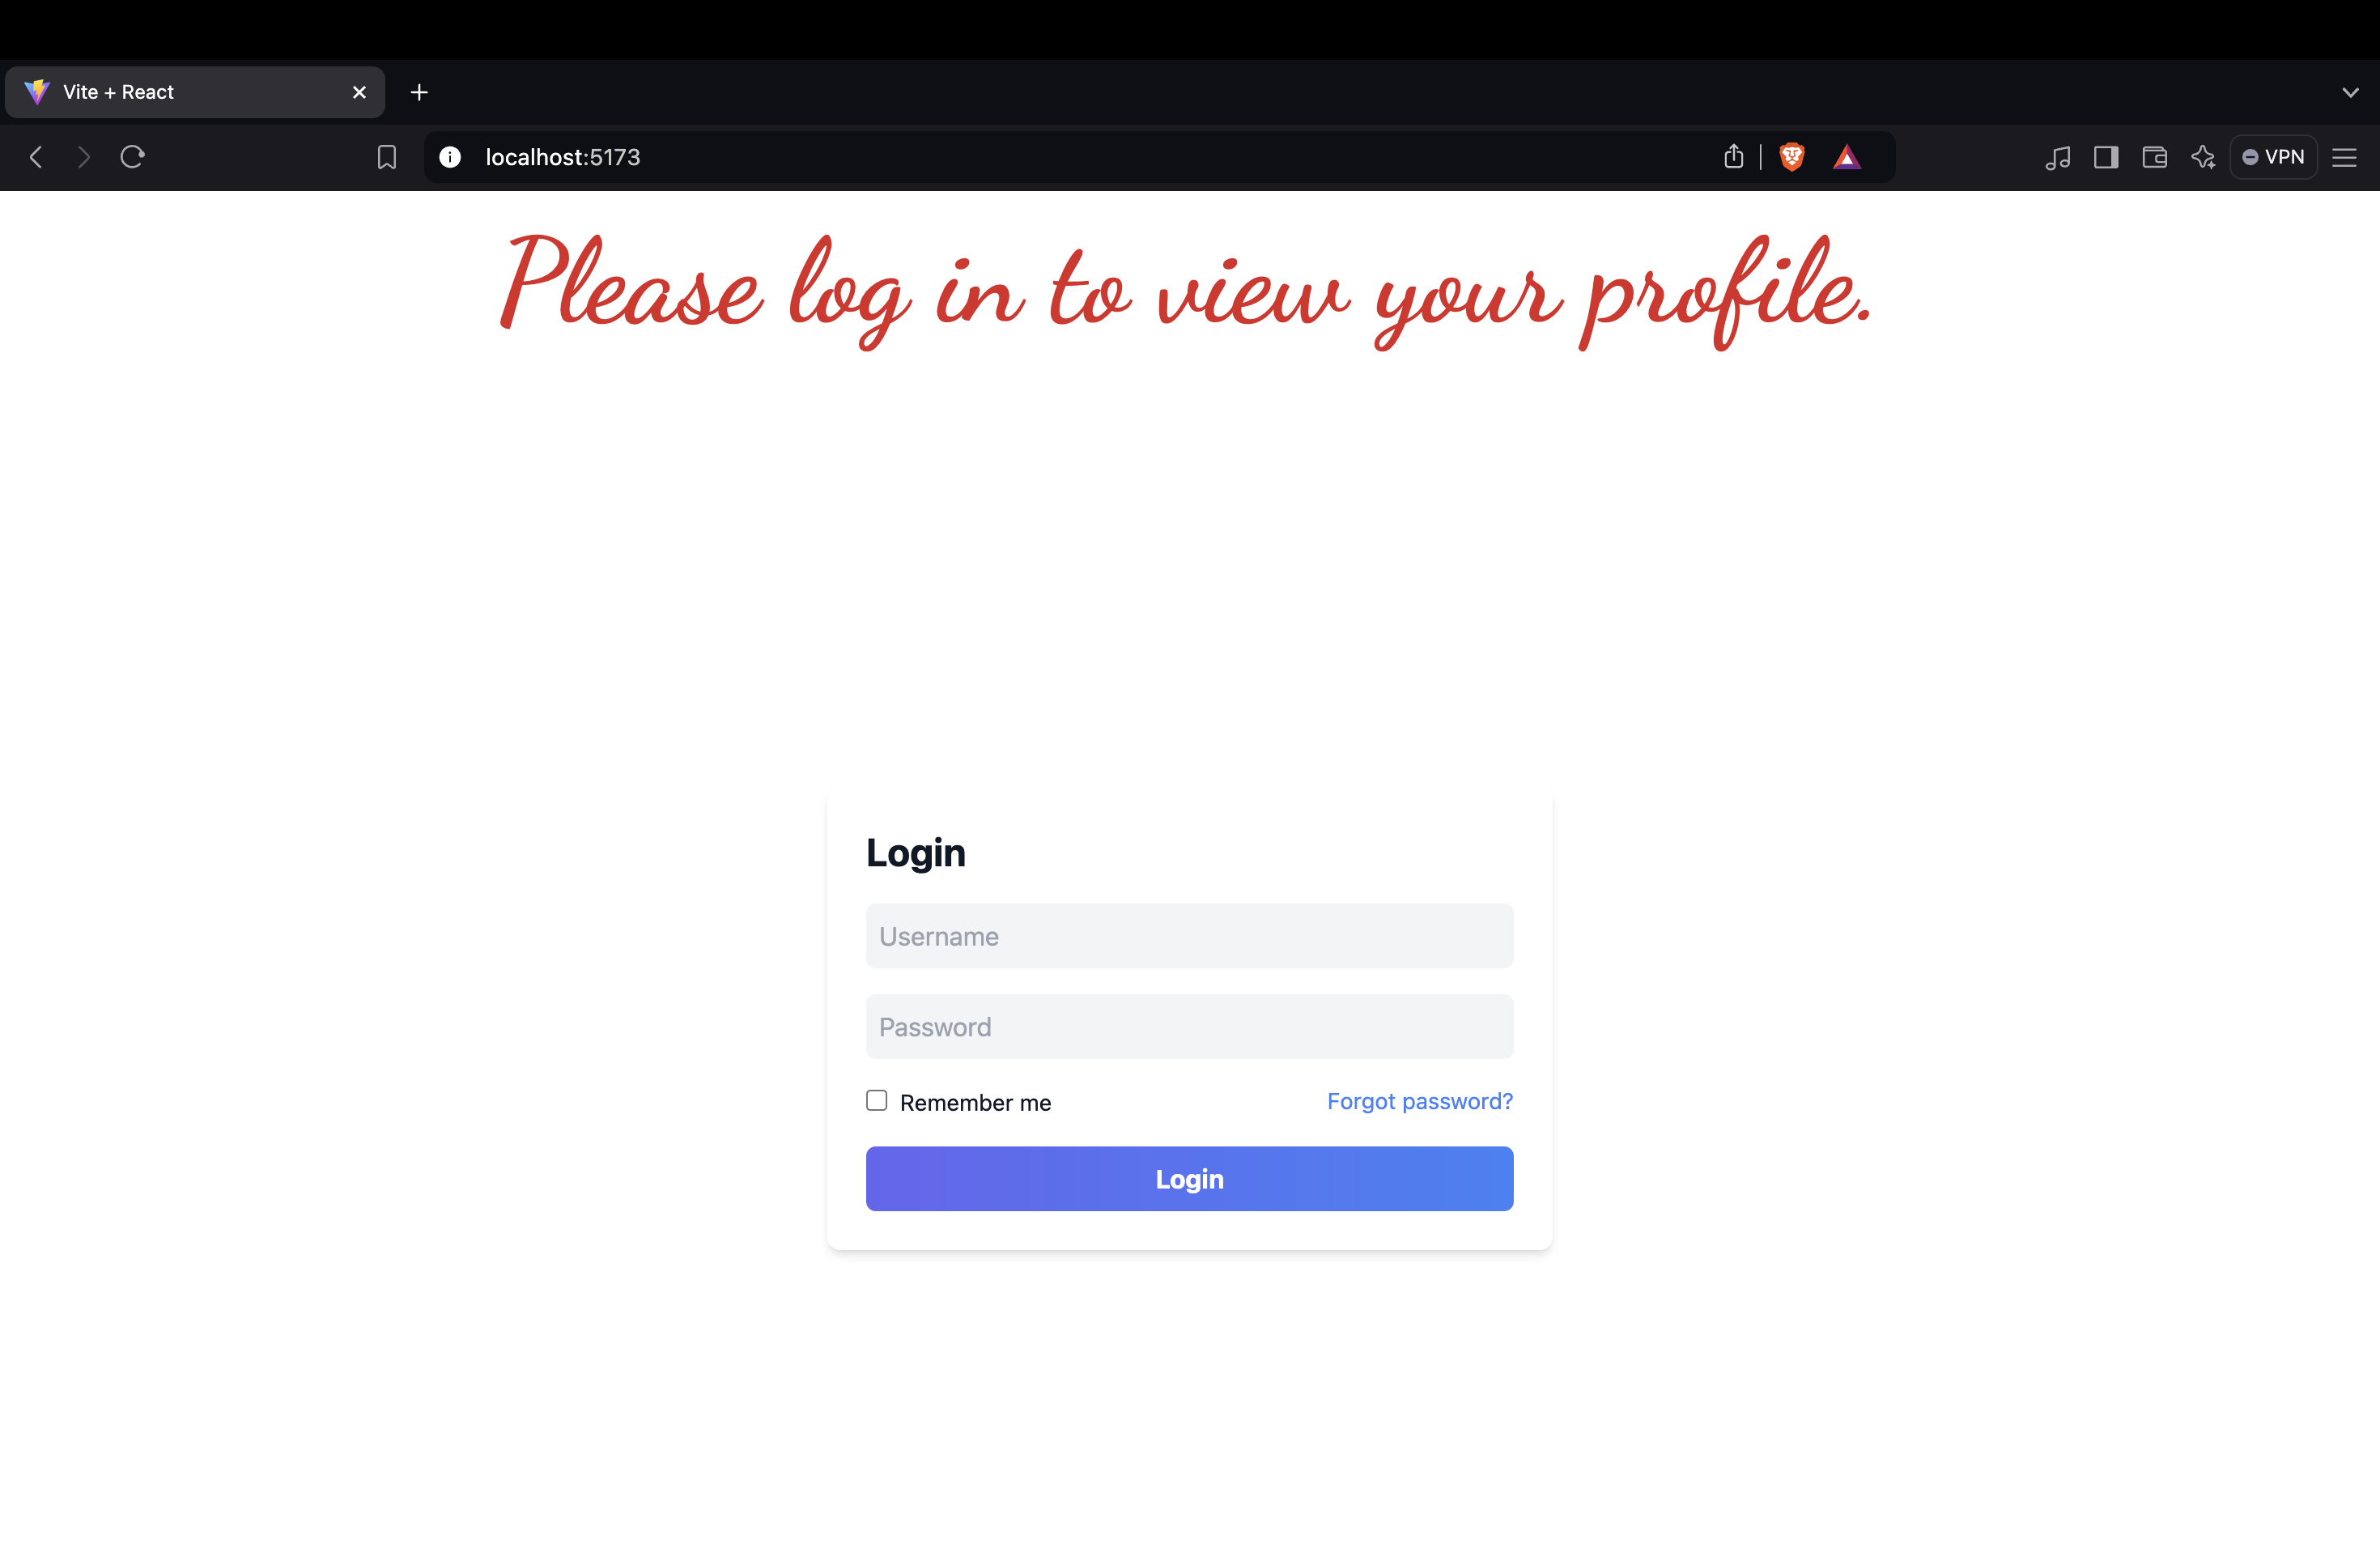 Vite + React
localhost:5173
VPN
Please log in to view your profile.
Login
Username
Password
Remember me
Forgot password?
Login